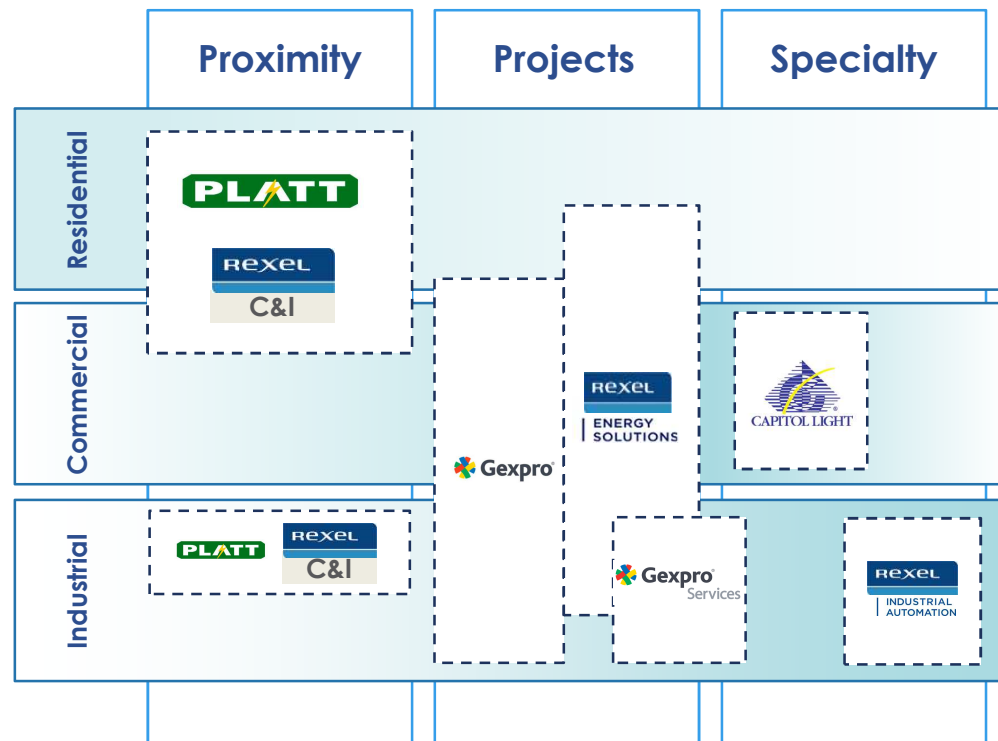 Proximity
Projects
Specialty
Residential
PLATT
REXEL
C&I
Commercial
Gexpro®
REXEL
ENERGY
SOLUTIONS
®
CAPITOL LIGHT
Industrial
PLATT
REXEL
C&I
Gexpro®
Services
REXEL
INDUSTRIAL
AUTOMATION